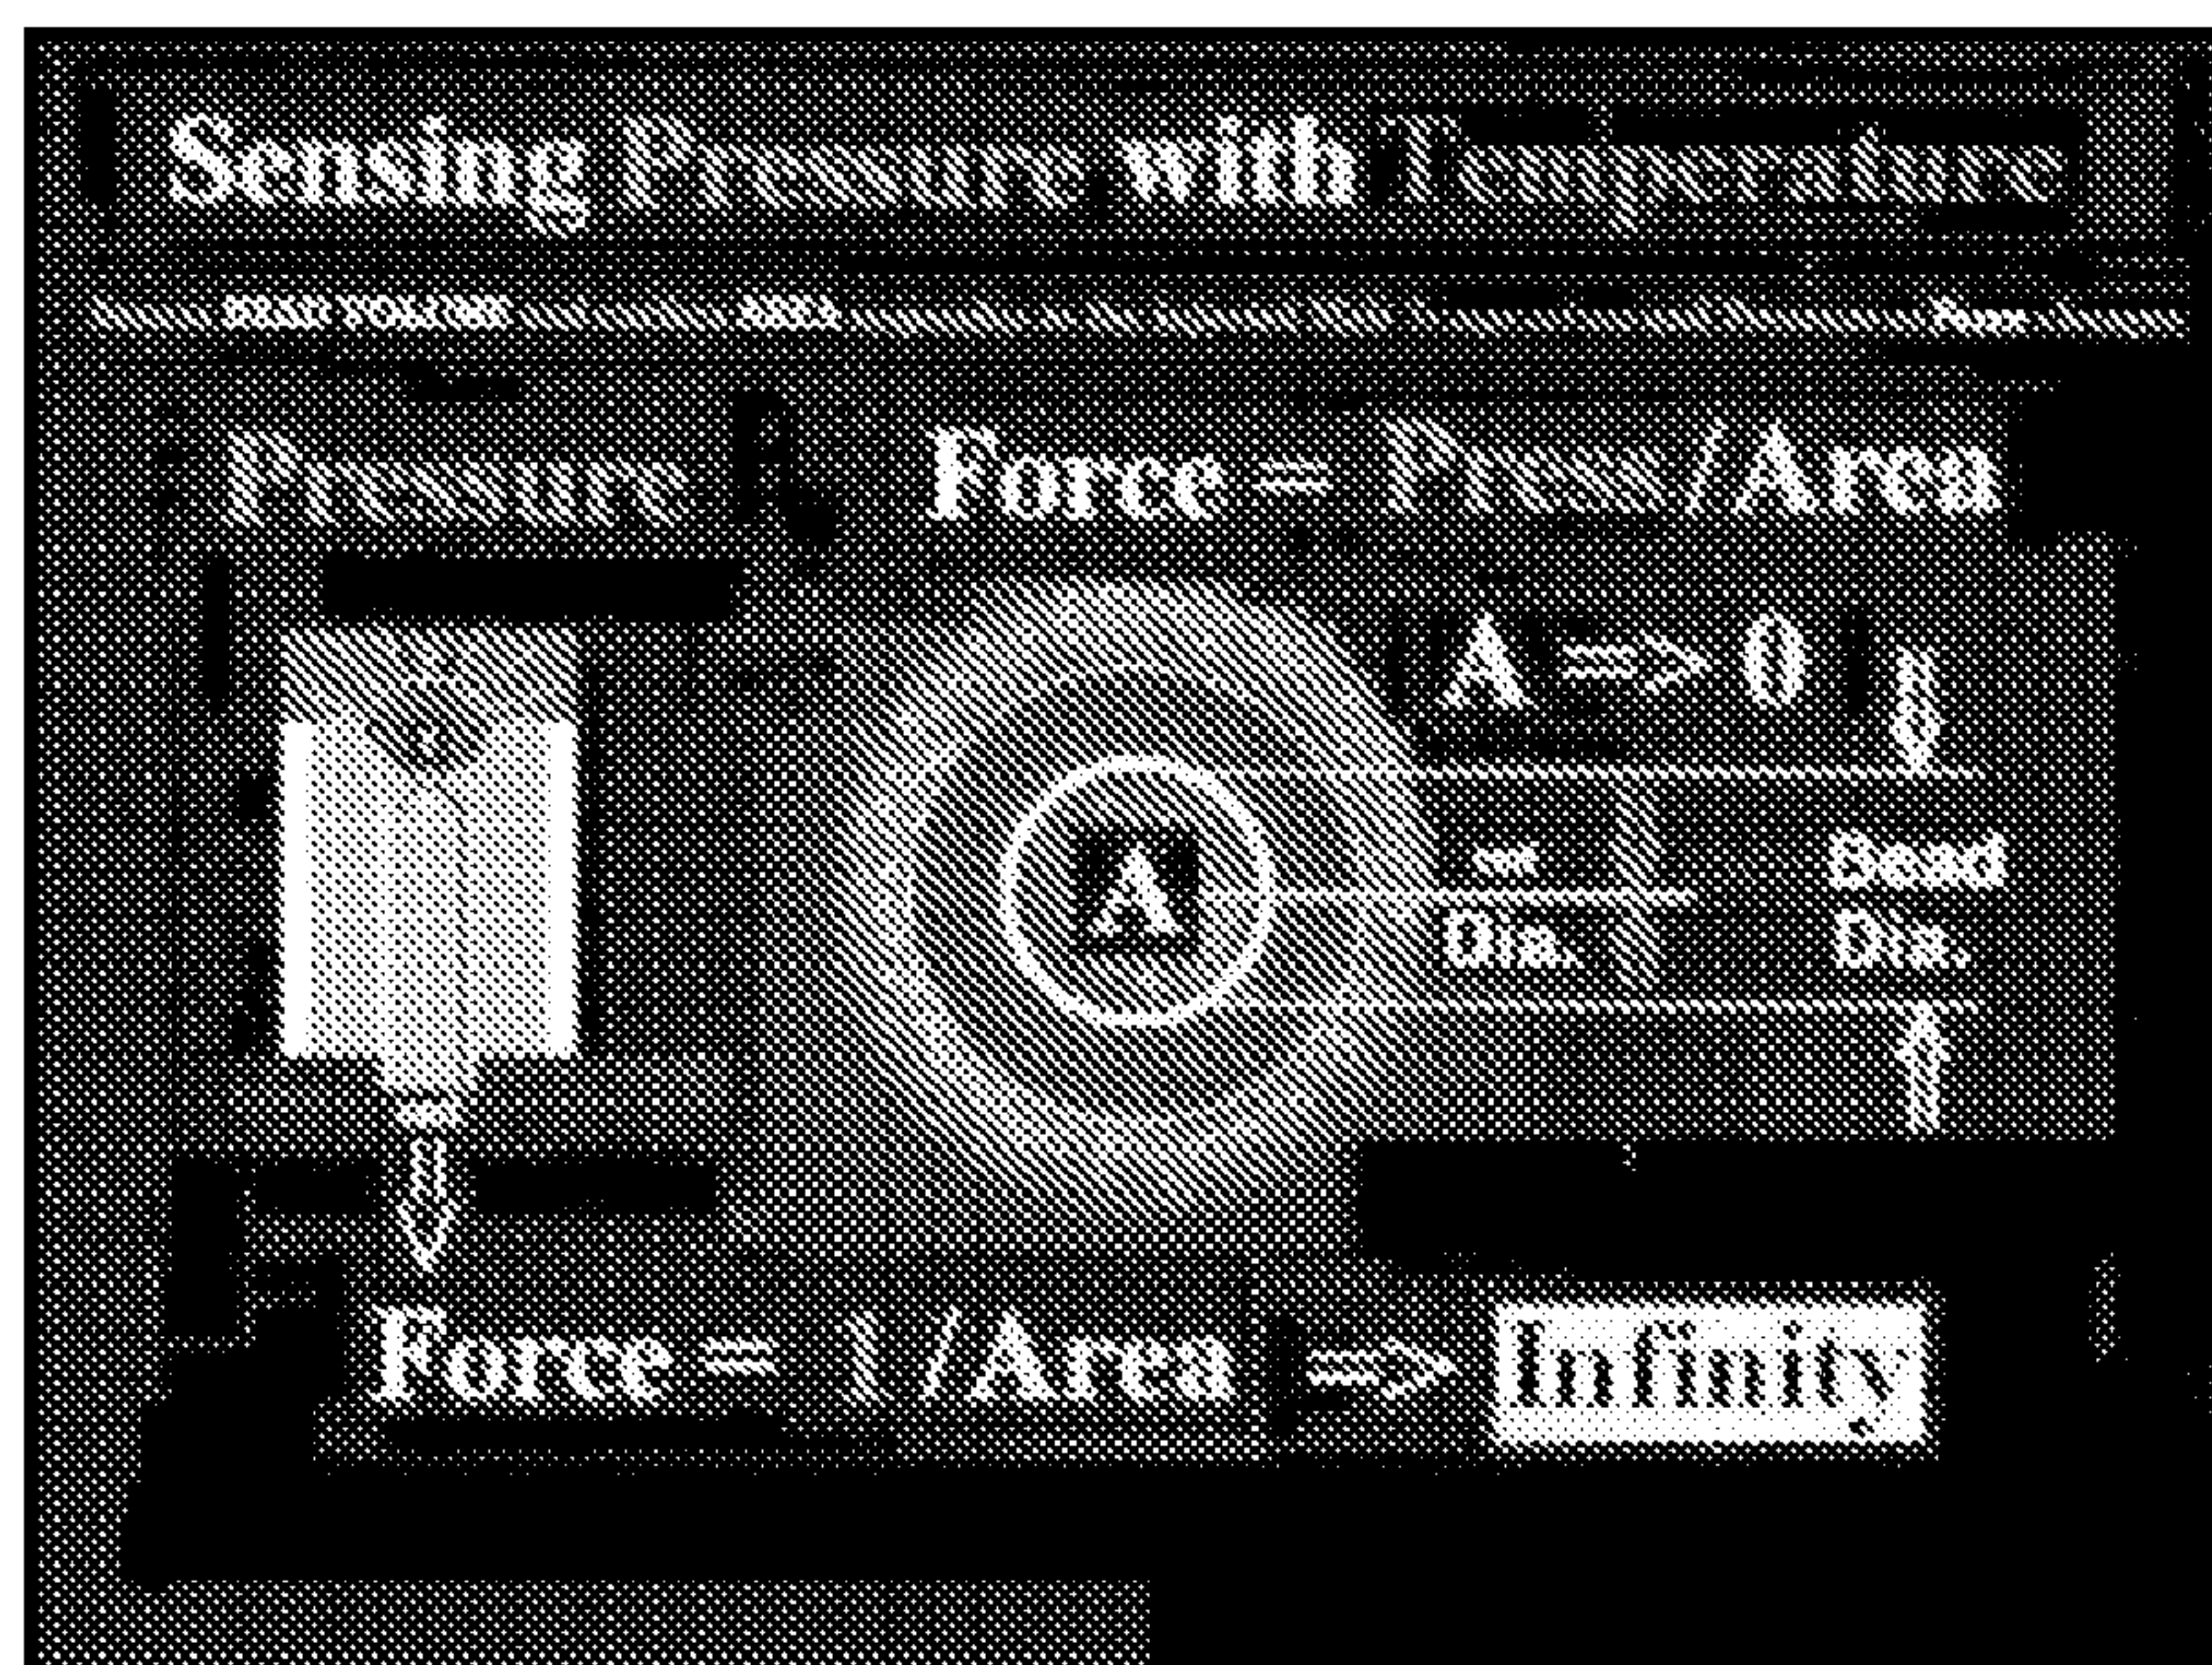 Sensing Pressure with Temperature
Pressure
Force = Press/Area
A => 0
A
Dia.
Bead
Dia.
Force = 1/Area => Infinity